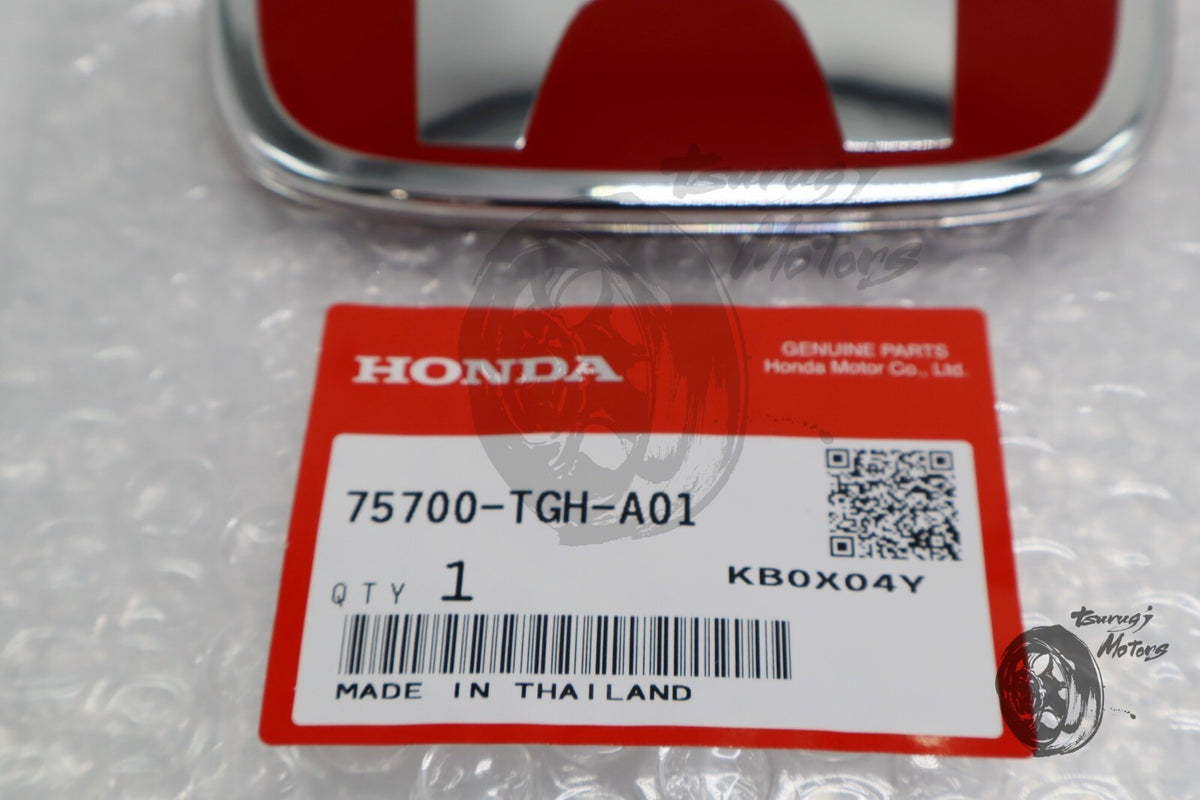 tsurugi
Motors
HONDA
GENUINE PARTS
Honda Motor Co., Ltd.
75700-TGH-A01
QTY 1
KB0X04Y
MADE IN THAILAND
tsurugi
Motors